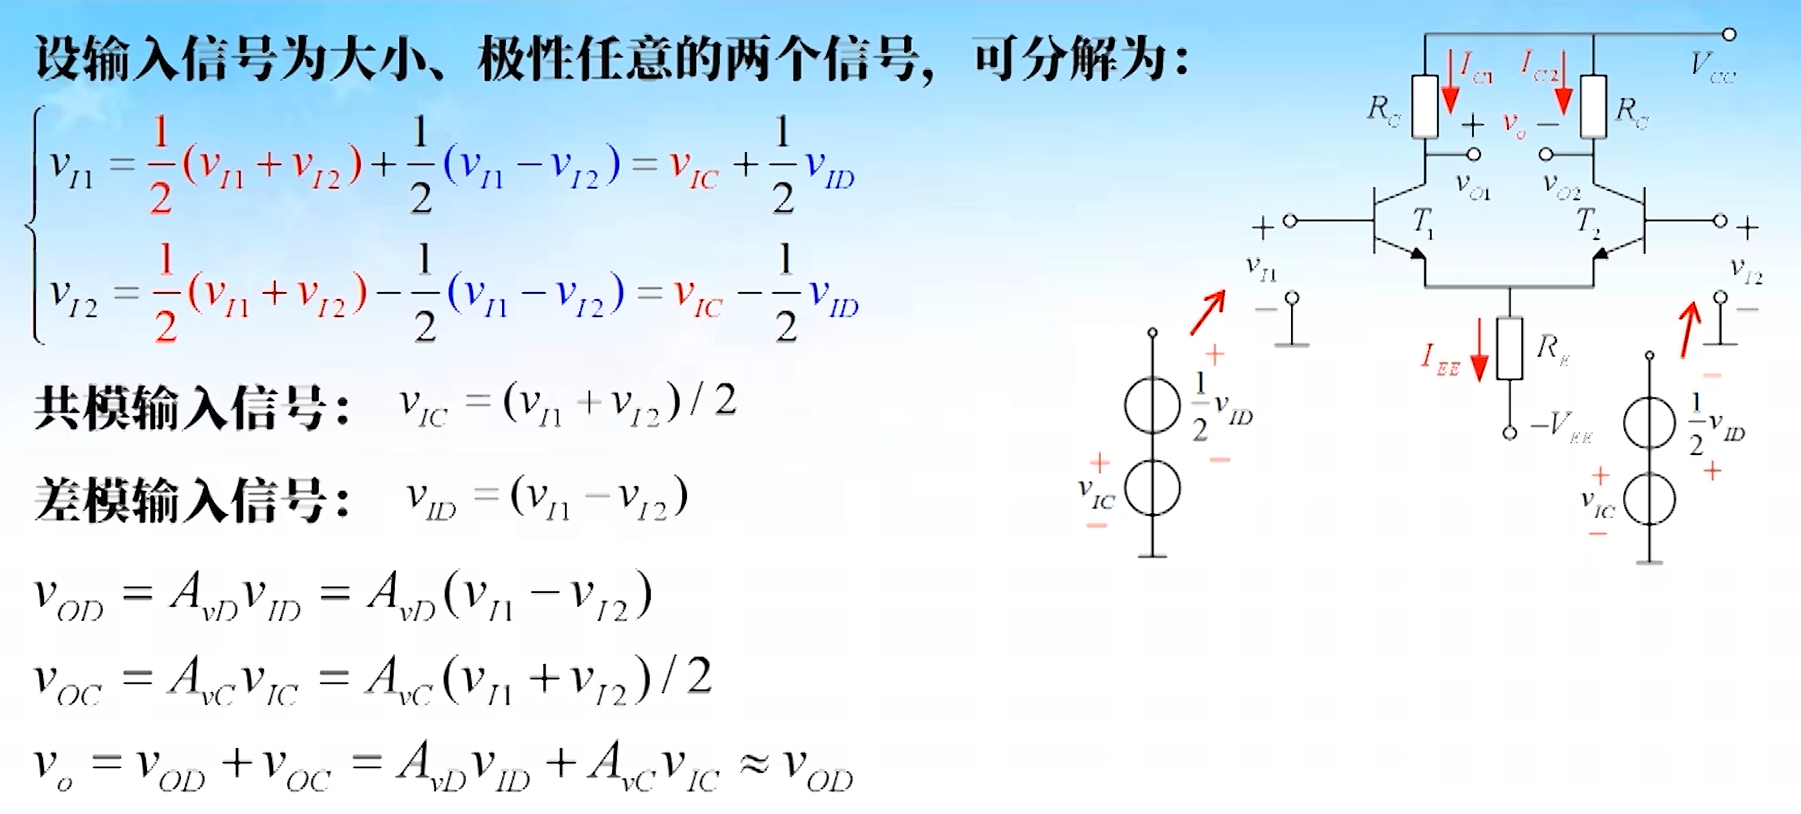 设输入信号为大小、极性任意的两个信号，可分解为：
v_{I1} = \frac{1}{2}(v_{I1} + v_{I2}) + \frac{1}{2}(v_{I1} − v_{I2}) = v_{IC} + \frac{1}{2}v_{ID}
v_{I2} = \frac{1}{2}(v_{I1} + v_{I2}) − \frac{1}{2}(v_{I1} − v_{I2}) = v_{IC} − \frac{1}{2}v_{ID}
共模输入信号： v_{IC} = (v_{I1} + v_{I2}) / 2
差模输入信号： v_{ID} = (v_{I1} − v_{I2})
v_{OD} = A_{vD}v_{ID} = A_{vD}(v_{I1} − v_{I2})
v_{OC} = A_{vC}v_{IC} = A_{vC}(v_{I1} + v_{I2}) / 2
v_o = v_{OD} + v_{OC} = A_{vD}v_{ID} + A_{vC}v_{IC} ≈ v_{OD}
I_{C1} I_{C2} V_{CC}
R_C + v_o − R_C
v_{O1} v_{O2}
+ T_1 T_2 +
v_{I1} v_{I2}
− −
I_{EE} R_E
−V_{EE}
+ \frac{1}{2}v_{ID} −
+ v_{IC} −
− \frac{1}{2}v_{ID} +
+ v_{IC} −